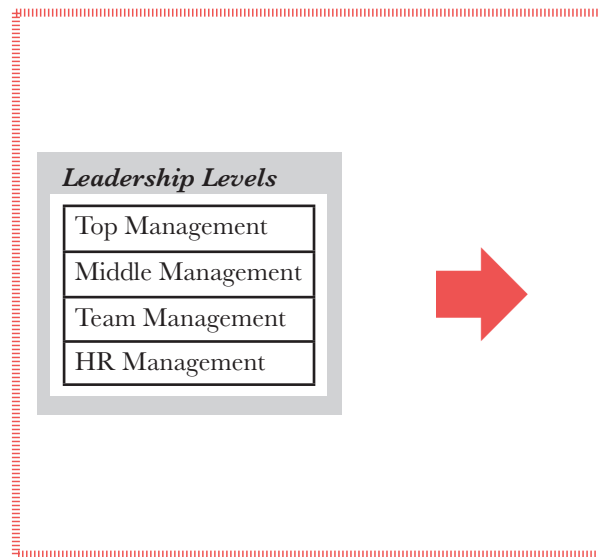 Leadership Levels
Top Management
Middle Management
Team Management
HR Management